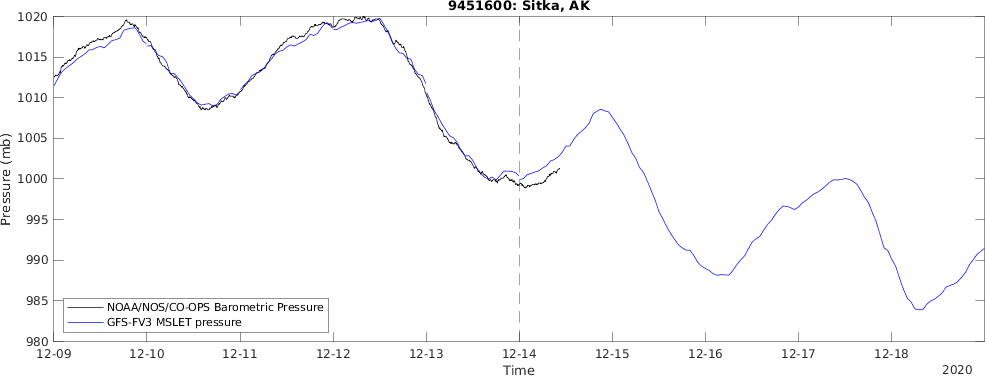 9451600: Sitka, AK
Pressure (mb)
1020
1015
1010
1005
1000
995
990
985
980
NOAA/NOS/CO-OPS Barometric Pressure
GFS-FV3 MSLET pressure
12-09 12-10 12-11 12-12 12-13 12-14 12-15 12-16 12-17 12-18
Time
2020